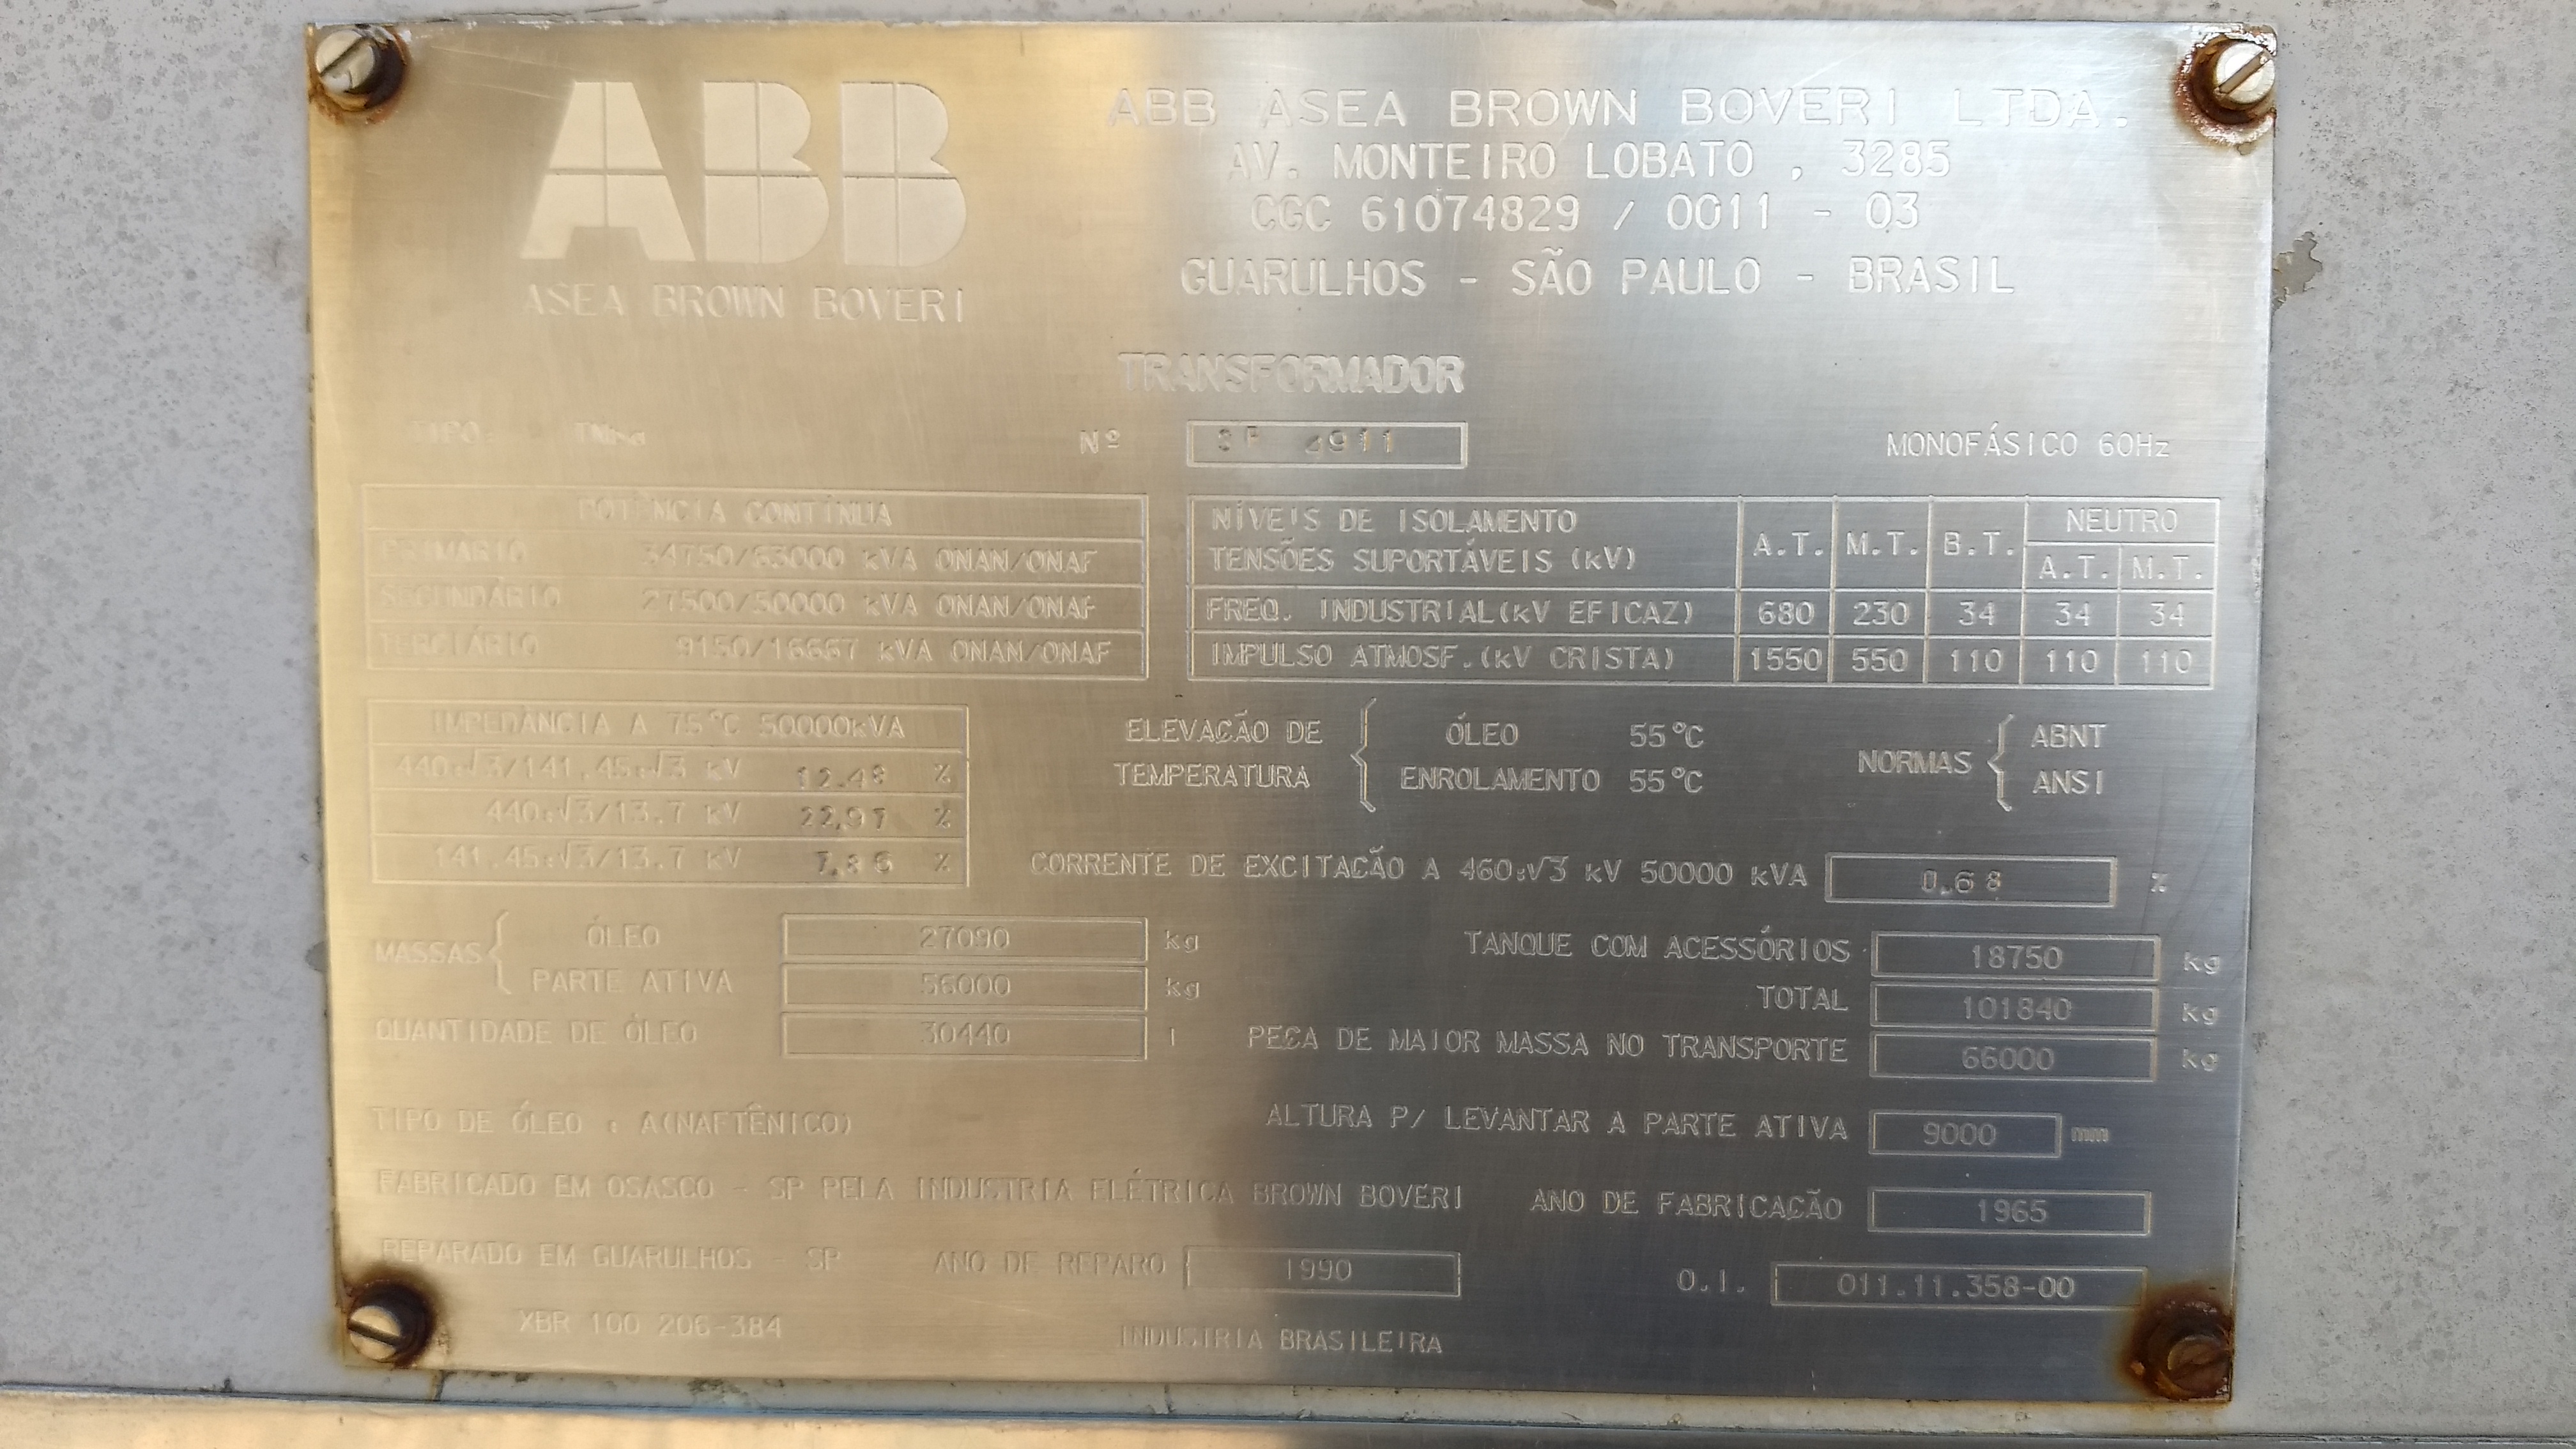 ABB
ASEA BROWN BOVERI
ABB ASEA BROWN BOVERI LTDA.
AV. MONTEIRO LOBATO , 3285
CGC 61074829 / 0011 - 03
GUARULHOS - SÃO PAULO - BRASIL
TRANSFORMADOR
TIPO:
Nº
MONOFÁSICO 60Hz
POTÊNCIA CONTÍNUA
PRIMÁRIO 34750/63000 kVA ONAN/ONAF
SECUNDÁRIO 27500/50000 kVA ONAN/ONAF
TERCIÁRIO 9150/16667 kVA ONAN/ONAF
NÍVEIS DE ISOLAMENTO
TENSÕES SUPORTÁVEIS (kV) A.T. M.T. B.T. NEUTRO A.T. M.T.
FREQ. INDUSTRIAL(kV EFICAZ) 680 230 34 34 34
IMPULSO ATMOSF.(kV CRISTA) 1550 550 110 110 110
IMPEDÂNCIA A 75°C 50000kVA
440:√3/141.45:√3 kV 12.48 %
440:√3/13.7 kV 22,97 %
141.45:√3/13.7 kV %
ELEVAÇÃO DE TEMPERATURA
ÓLEO 55°C
ENROLAMENTO 55°C
NORMAS
ABNT
ANSI
CORRENTE DE EXCITAÇÃO A 460:√3 kV 50000 kVA 0.68 %
MASSAS
ÓLEO 27090 kg
PARTE ATIVA 56000 kg
QUANTIDADE DE ÓLEO 30440 l
TANQUE COM ACESSÓRIOS 18750 kg
TOTAL 101840 kg
PEÇA DE MAIOR MASSA NO TRANSPORTE 66000 kg
TIPO DE ÓLEO : A(NAFTÊNICO)
ALTURA P/ LEVANTAR A PARTE ATIVA 9000 mm
FABRICADO EM OSASCO - SP PELA INDUSTRIA ELÉTRICA BROWN BOVERI
ANO DE FABRICAÇÃO 1965
REPARADO EM GUARULHOS - SP ANO DE REPARO 1990
O.I. 011.11.358-00
XBR 100 206-384
INDUSTRIA BRASILEIRA